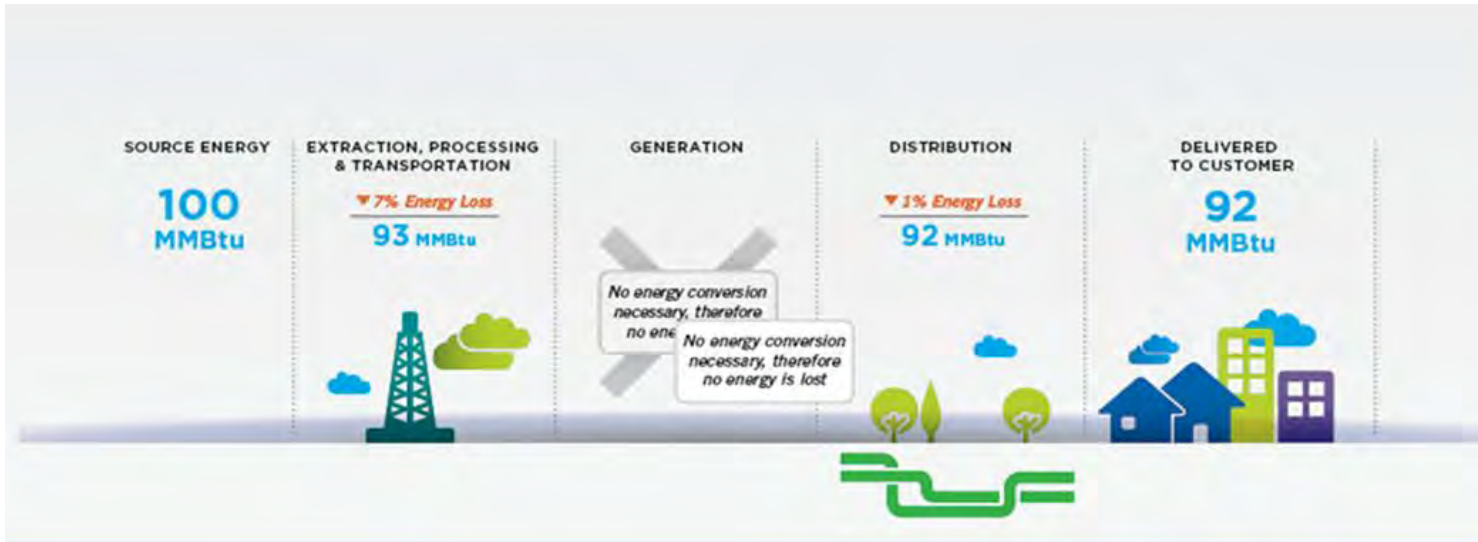 SOURCE ENERGY
100
MMBtu
EXTRACTION, PROCESSING
& TRANSPORTATION
▼ 7% Energy Loss
93 MMBtu
GENERATION
No energy conversion
necessary, therefore
no ene
No energy conversion
necessary, therefore
no energy is lost
DISTRIBUTION
▼ 1% Energy Loss
92 MMBtu
DELIVERED
TO CUSTOMER
92
MMBtu